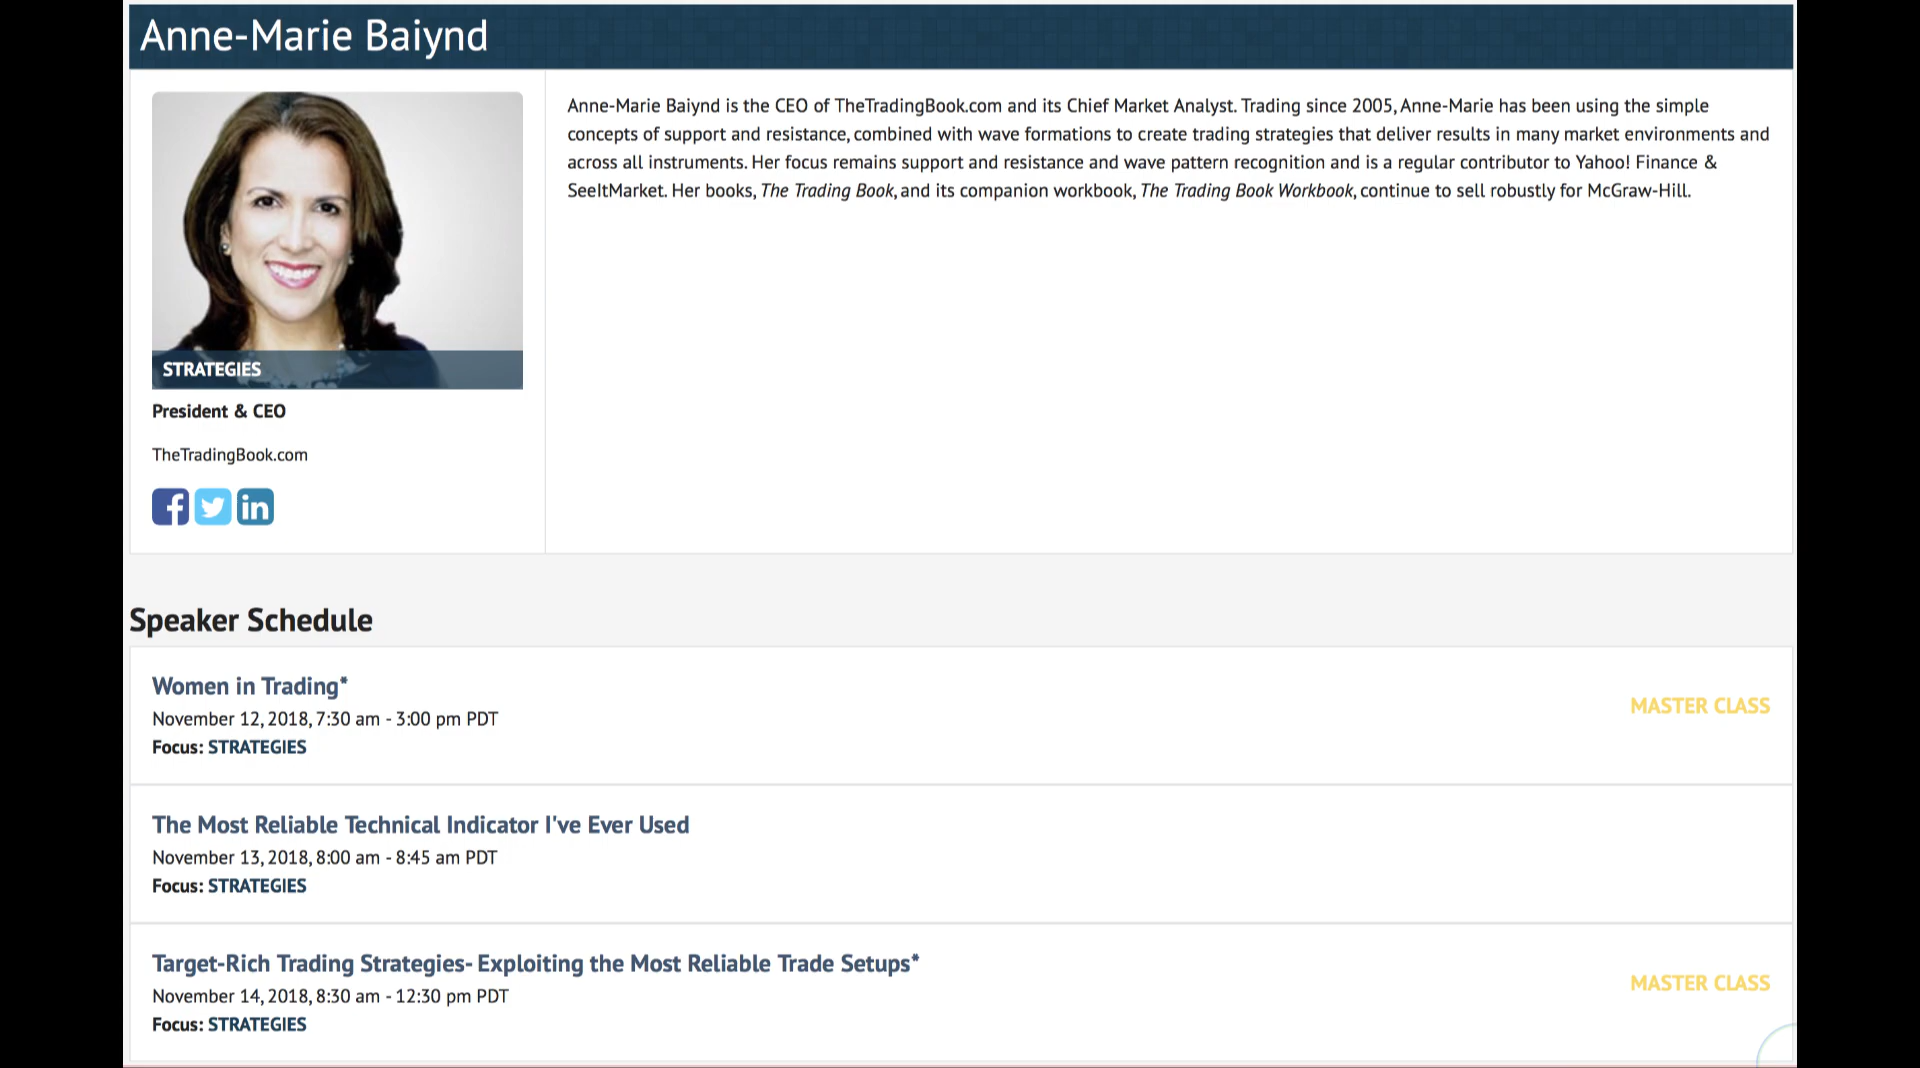 Anne-Marie Baiynd
Anne-Marie Baiynd is the CEO of TheTradingBook.com and its Chief Market Analyst. Trading since 2005, Anne-Marie has been using the simple
concepts of support and resistance, combined with wave formations to create trading strategies that deliver results in many market environments and
across all instruments. Her focus remains support and resistance and wave pattern recognition and is a regular contributor to Yahoo! Finance &
SeeItMarket. Her books, The Trading Book, and its companion workbook, The Trading Book Workbook, continue to sell robustly for McGraw-Hill.
STRATEGIES
President & CEO
TheTradingBook.com
f in
Speaker Schedule
Women in Trading*
November 12, 2018, 7:30 am - 3:00 pm PDT
Focus: STRATEGIES
MASTER CLASS
The Most Reliable Technical Indicator I've Ever Used
November 13, 2018, 8:00 am - 8:45 am PDT
Focus: STRATEGIES
Target-Rich Trading Strategies- Exploiting the Most Reliable Trade Setups*
November 14, 2018, 8:30 am - 12:30 pm PDT
Focus: STRATEGIES
MASTER CLASS